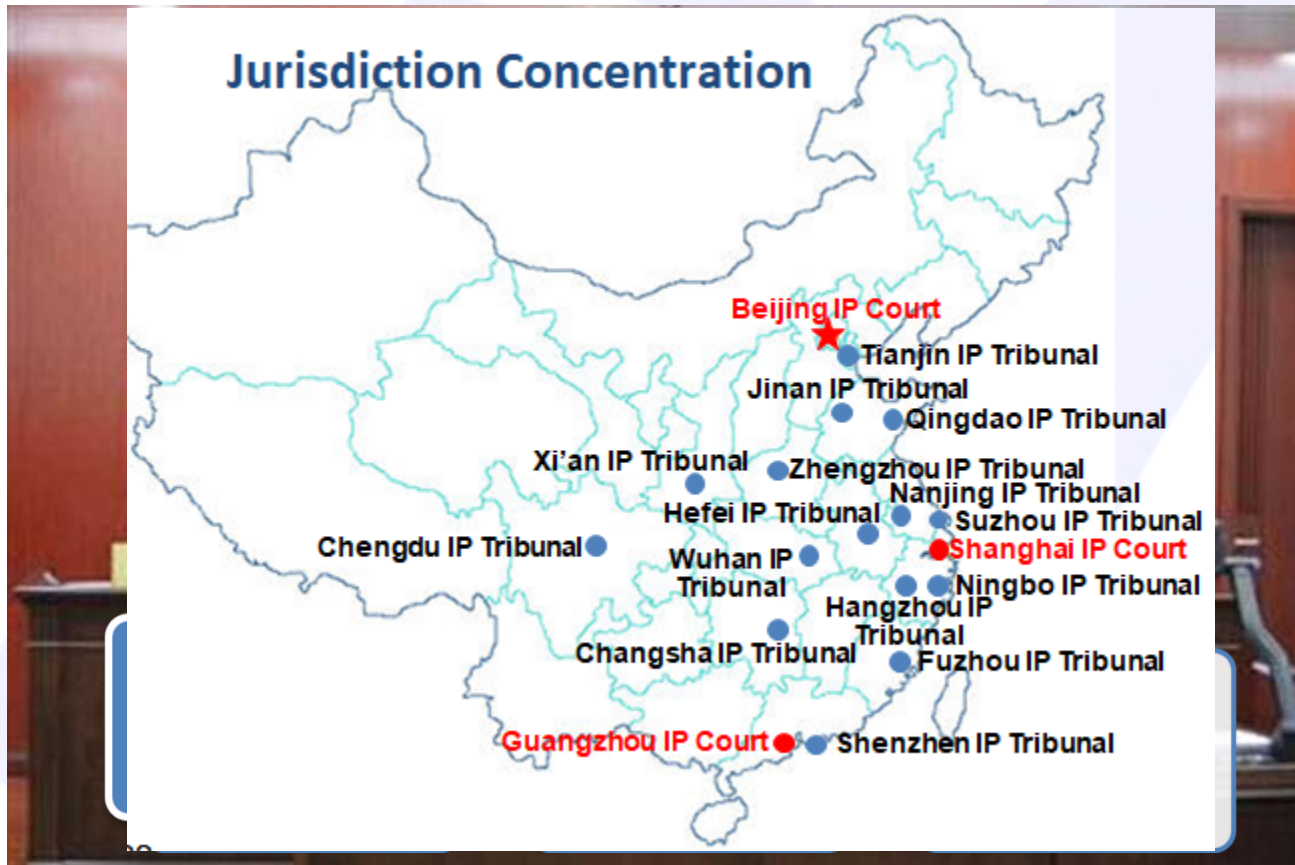 Jurisdiction Concentration
Beijing IP Court
Tianjin IP Tribunal
Jinan IP Tribunal
Qingdao IP Tribunal
Xi'an IP Tribunal
Zhengzhou IP Tribunal
Nanjing IP Tribunal
Hefei IP Tribunal
Suzhou IP Tribunal
Chengdu IP Tribunal
Shanghai IP Court
Wuhan IP
Tribunal
Ningbo IP Tribunal
Hangzhou IP
Tribunal
Changsha IP Tribunal
Fuzhou IP Tribunal
Guangzhou IP Court
Shenzhen IP Tribunal